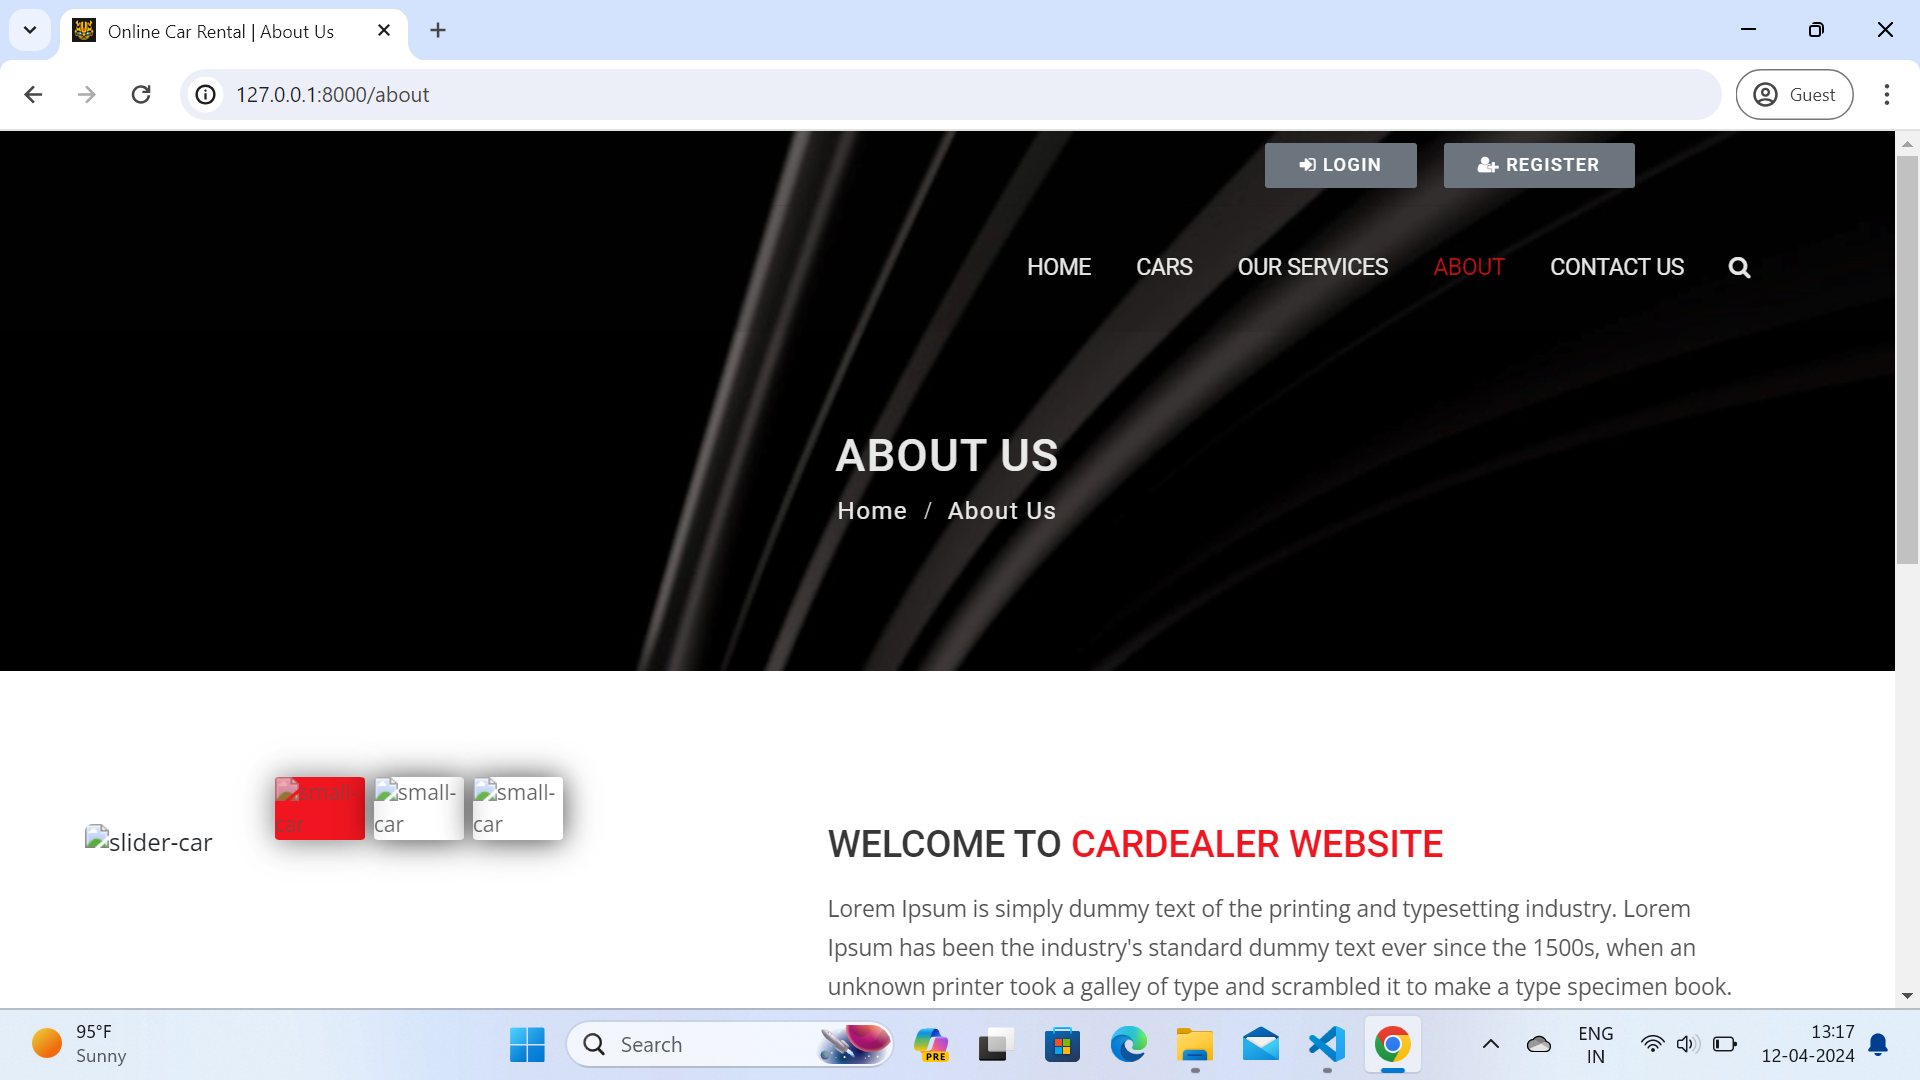 Online Car Rental | About Us
127.0.0.1:8000/about
Guest
LOGIN
REGISTER
HOME
CARS
OUR SERVICES
ABOUT
CONTACT US
ABOUT US
Home / About Us
small-
car
small-
car
small-
car
slider-car
WELCOME TO CARDEALER WEBSITE
Lorem Ipsum is simply dummy text of the printing and typesetting industry. Lorem
Ipsum has been the industry's standard dummy text ever since the 1500s, when an
unknown printer took a galley of type and scrambled it to make a type specimen book.
95°F
Sunny
Search
PRE
ENG
IN
13:17
12-04-2024